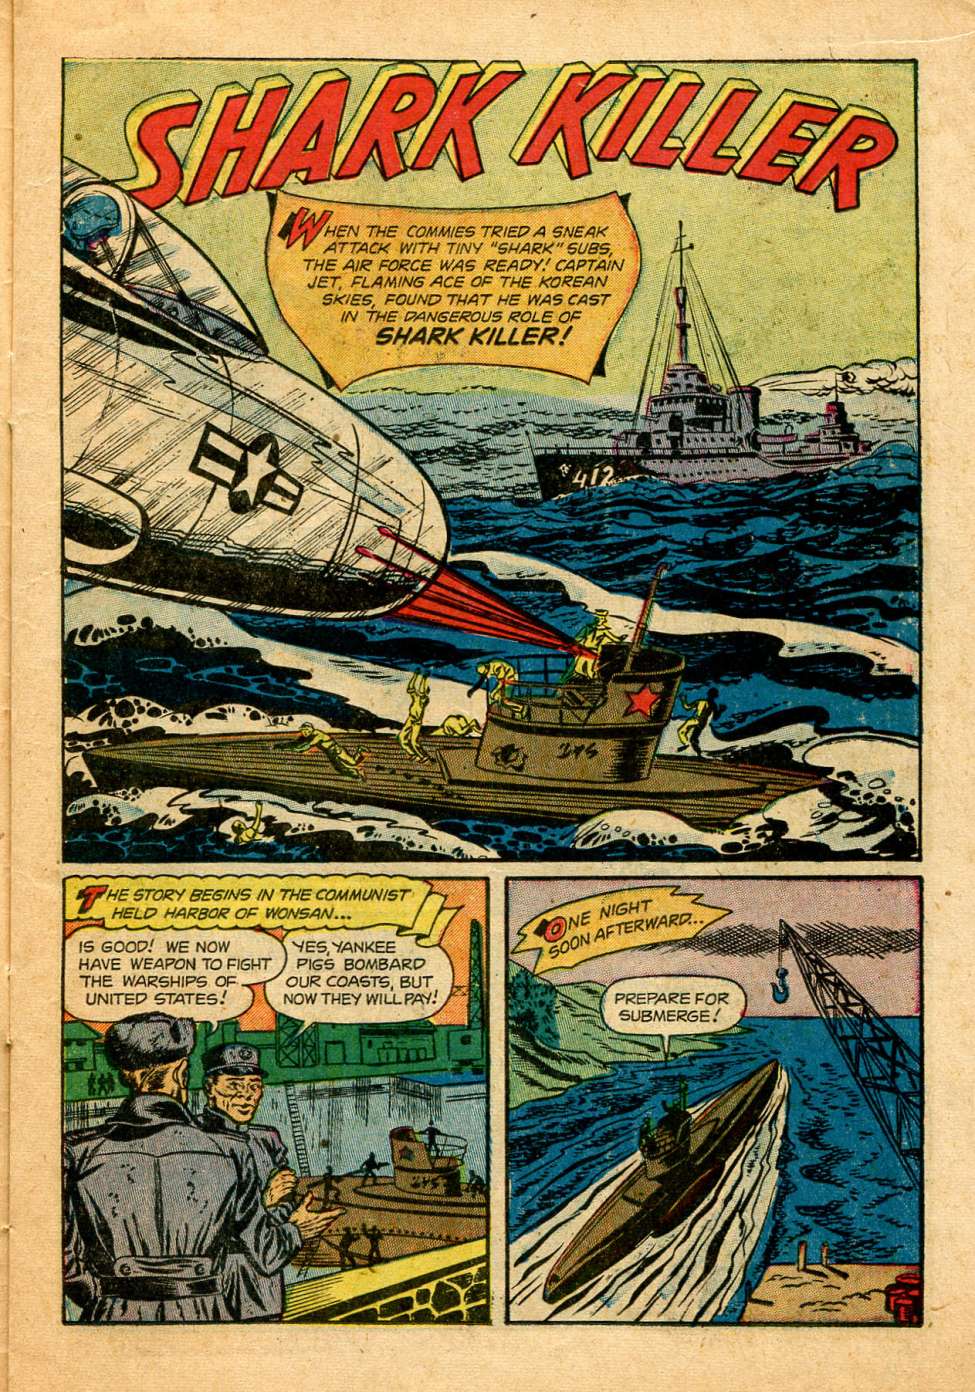 SHARK KILLER
WHEN THE COMMIES TRIED A SNEAK
ATTACK WITH TINY "SHARK" SUBS,
THE AIR FORCE WAS READY! CAPTAIN
JET, FLAMING ACE OF THE KOREAN
SKIES, FOUND THAT HE WAS CAST
IN THE DANGEROUS ROLE OF
SHARK KILLER!
412
THE STORY BEGINS IN THE COMMUNIST
HELD HARBOR OF WONSAN...
IS GOOD! WE NOW
HAVE WEAPON TO FIGHT
THE WARSHIPS OF
UNITED STATES!
YES, YANKEE
PIGS BOMBARD
OUR COASTS, BUT
NOW THEY WILL PAY!
ONE NIGHT
SOON AFTERWARD...
PREPARE FOR
SUBMERGE!